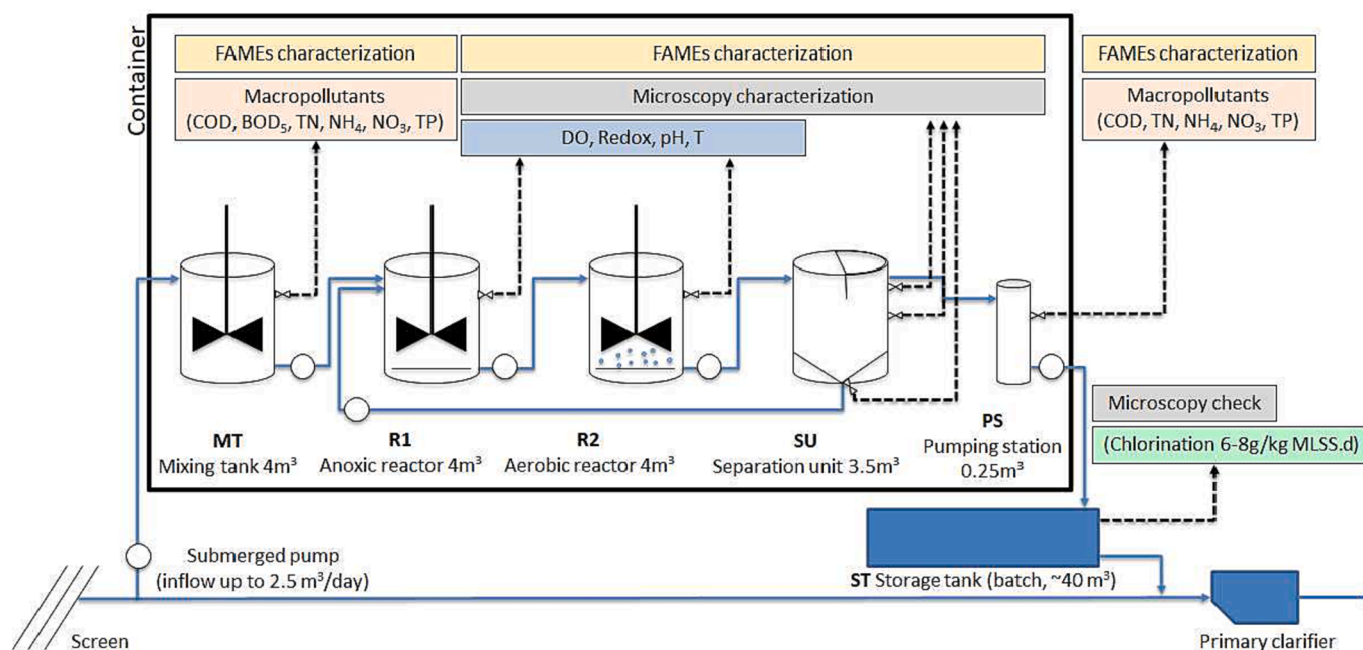 Container
FAMEs characterization
FAMEs characterization
FAMEs characterization
Macropollutants
(COD, BOD₅, TN, NH₄, NO₃, TP)
Microscopy characterization
Macropollutants
(COD, TN, NH₄, NO₃, TP)
DO, Redox, pH, T
MT
Mixing tank 4m³
R1
Anoxic reactor 4m³
R2
Aerobic reactor 4m³
SU
Separation unit 3.5m³
PS
Pumping station
0.25m³
Microscopy check
(Chlorination 6-8g/kg MLSS.d)
Submerged pump
(inflow up to 2.5 m³/day)
ST Storage tank (batch, ~40 m³)
Screen
Primary clarifier